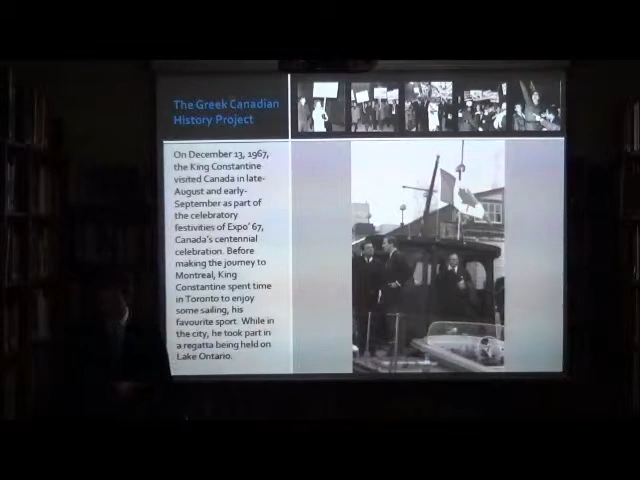 The Greek Canadian
History Project
On December 13, 1967,
the King Constantine
visited Canada in late-
August and early-
September as part of
the celebratory
festivities of Expo' 67,
Canada's centennial
celebration. Before
making the journey to
Montreal, King
Constantine spent time
in Toronto to enjoy
some sailing, his
favourite sport. While in
the city, he took part in
a regatta being held on
Lake Ontario.